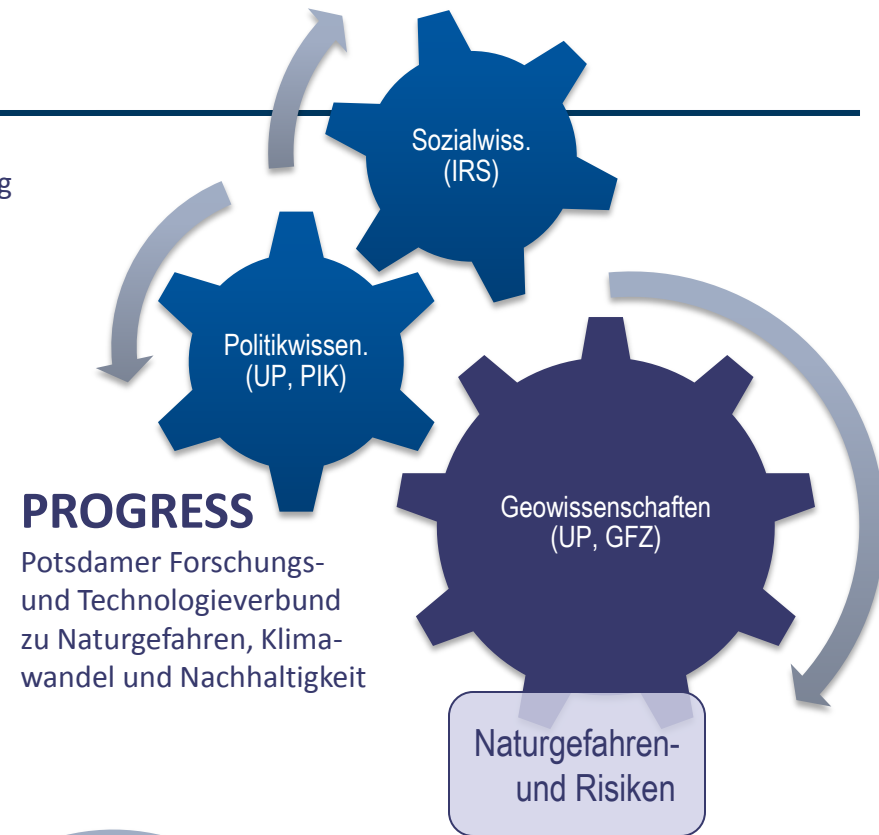 g
Sozialwiss.
(IRS)
Politikwissen.
(UP, PIK)
Geowissenschaften
(UP, GFZ)
PROGRESS
Potsdamer Forschungs-
und Technologieverbund
zu Naturgefahren, Klima-
wandel und Nachhaltigkeit
Naturgefahren-
und Risiken